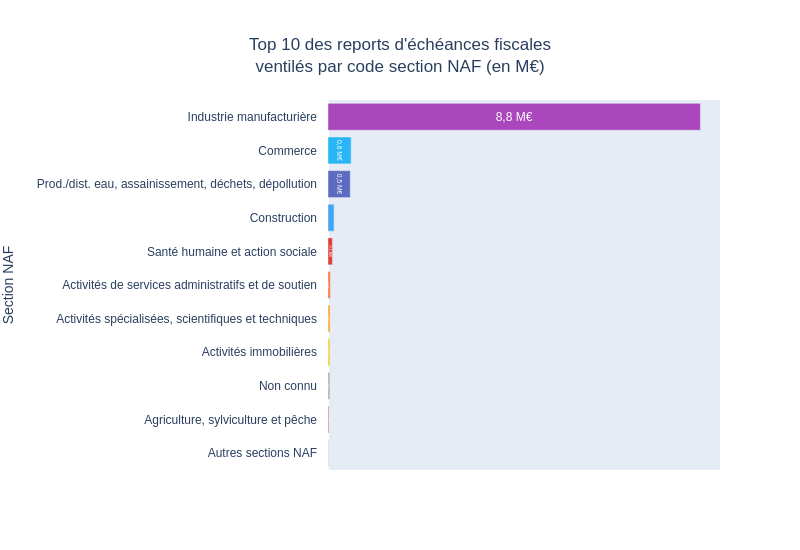 Top 10 des reports d'échéances fiscales
ventilés par code section NAF (en M€)
Industrie manufacturière
8,8 M€
Commerce
0,6 M€
Prod./dist. eau, assainissement, déchets, dépollution
0,5 M€
Construction
Santé humaine et action sociale
Activités de services administratifs et de soutien
Activités spécialisées, scientifiques et techniques
Activités immobilières
Non connu
Agriculture, sylviculture et pêche
Autres sections NAF
Section NAF